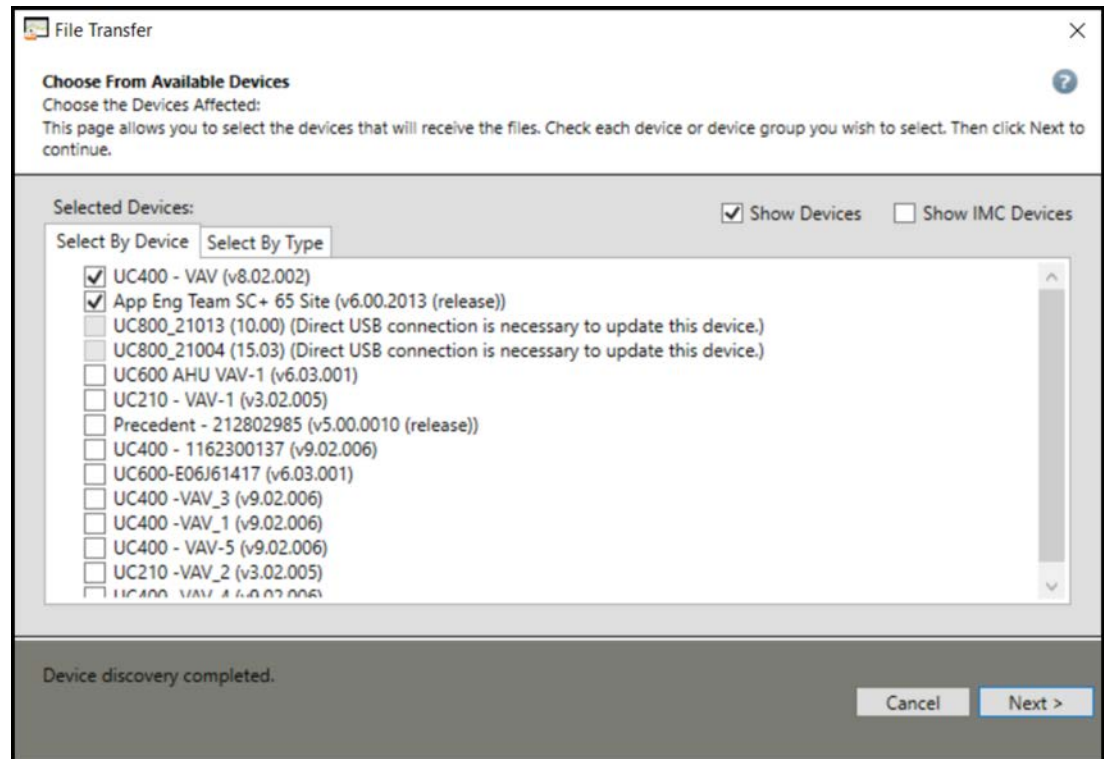 File Transfer
Choose From Available Devices
Choose the Devices Affected:
This page allows you to select the devices that will receive the files. Check each device or device group you wish to select. Then click Next to
continue.
Selected Devices:
Show Devices
Show IMC Devices
Select By Device
Select By Type
UC400 - VAV (v8.02.002)
App Eng Team SC+ 65 Site (v6.00.2013 (release))
UC800_21013 (10.00) (Direct USB connection is necessary to update this device.)
UC800_21004 (15.03) (Direct USB connection is necessary to update this device.)
UC600 AHU VAV-1 (v6.03.001)
UC210 - VAV-1 (v3.02.005)
Precedent - 212802985 (v5.00.0010 (release))
UC400 - 1162300137 (v9.02.006)
UC600-E06J61417 (v6.03.001)
UC400 -VAV_3 (v9.02.006)
UC400 -VAV_1 (v9.02.006)
UC400 - VAV-5 (v9.02.006)
UC210 -VAV_2 (v3.02.005)
Device discovery completed.
Cancel
Next >